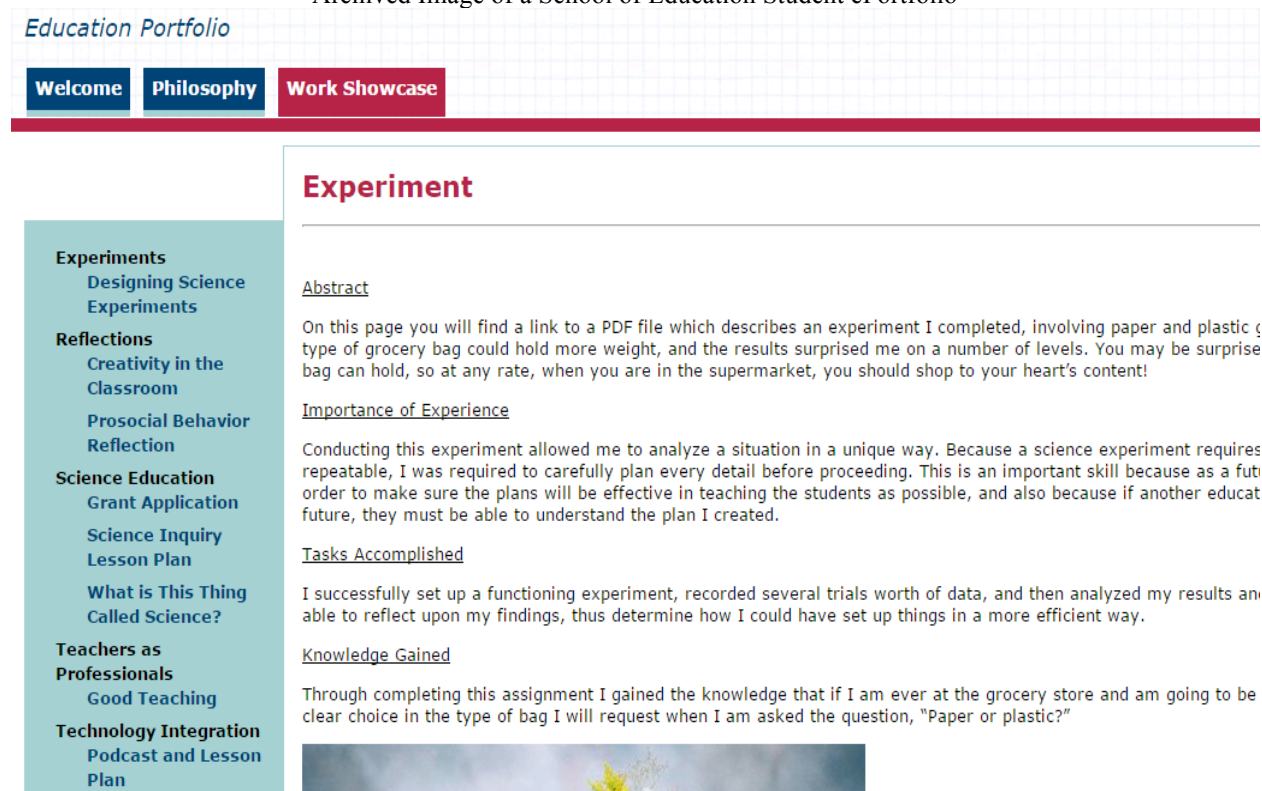 Archived Image of a School of Education Student ePortfolio
Education Portfolio
Welcome Philosophy Work Showcase
Experiment
Experiments
Designing Science
Experiments
Reflections
Creativity in the
Classroom
Prosocial Behavior
Reflection
Science Education
Grant Application
Science Inquiry
Lesson Plan
What is This Thing
Called Science?
Teachers as
Professionals
Good Teaching
Technology Integration
Podcast and Lesson
Plan
Abstract
On this page you will find a link to a PDF file which describes an experiment I completed, involving paper and plastic
type of grocery bag could hold more weight, and the results surprised me on a number of levels. You may be surprise
bag can hold, so at any rate, when you are in the supermarket, you should shop to your heart's content!
Importance of Experience
Conducting this experiment allowed me to analyze a situation in a unique way. Because a science experiment requires
repeatable, I was required to carefully plan every detail before proceeding. This is an important skill because as a fut
order to make sure the plans will be effective in teaching the students as possible, and also because if another educat
future, they must be able to understand the plan I created.
Tasks Accomplished
I successfully set up a functioning experiment, recorded several trials worth of data, and then analyzed my results an
able to reflect upon my findings, thus determine how I could have set up things in a more efficient way.
Knowledge Gained
Through completing this assignment I gained the knowledge that if I am ever at the grocery store and am going to be
clear choice in the type of bag I will request when I am asked the question, "Paper or plastic?"